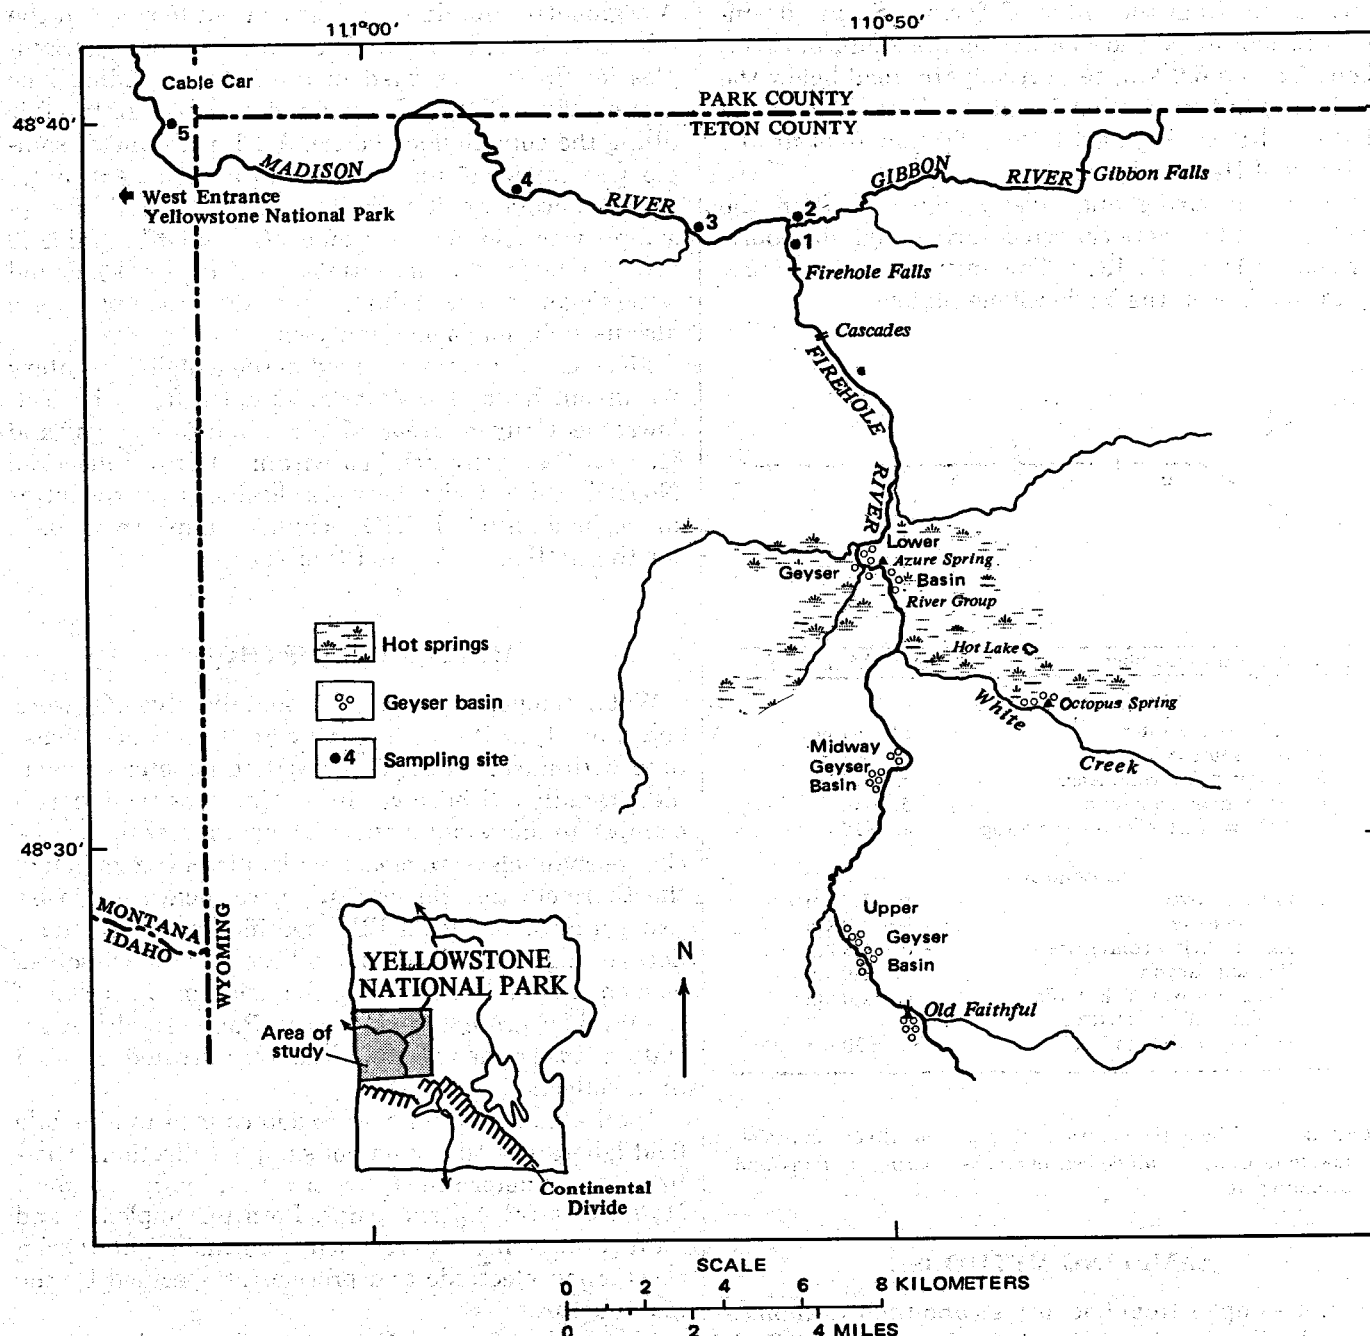 111°00′
110°50′
Cable Car
PARK COUNTY
48°40′
5
TETON COUNTY
MADISON
GIBBON
RIVER
Gibbon Falls
4
West Entrance
Yellowstone National Park
RIVER
3
2
1
Firehole Falls
Cascades
FIREHOLE
RIVER
Lower
Azure Spring
Geyser
Basin
River Group
Hot springs
Hot Lake
Geyser basin
White
Octopus Spring
4
Sampling site
Midway
Geyser
Basin
Creek
48°30′
MONTANA
IDAHO
WYOMING
Upper
Geyser
Basin
N
YELLOWSTONE
NATIONAL PARK
Old Faithful
Area of
study
Continental
Divide
SCALE
0 2 4 6 8 KILOMETERS
0 2 4 MILES